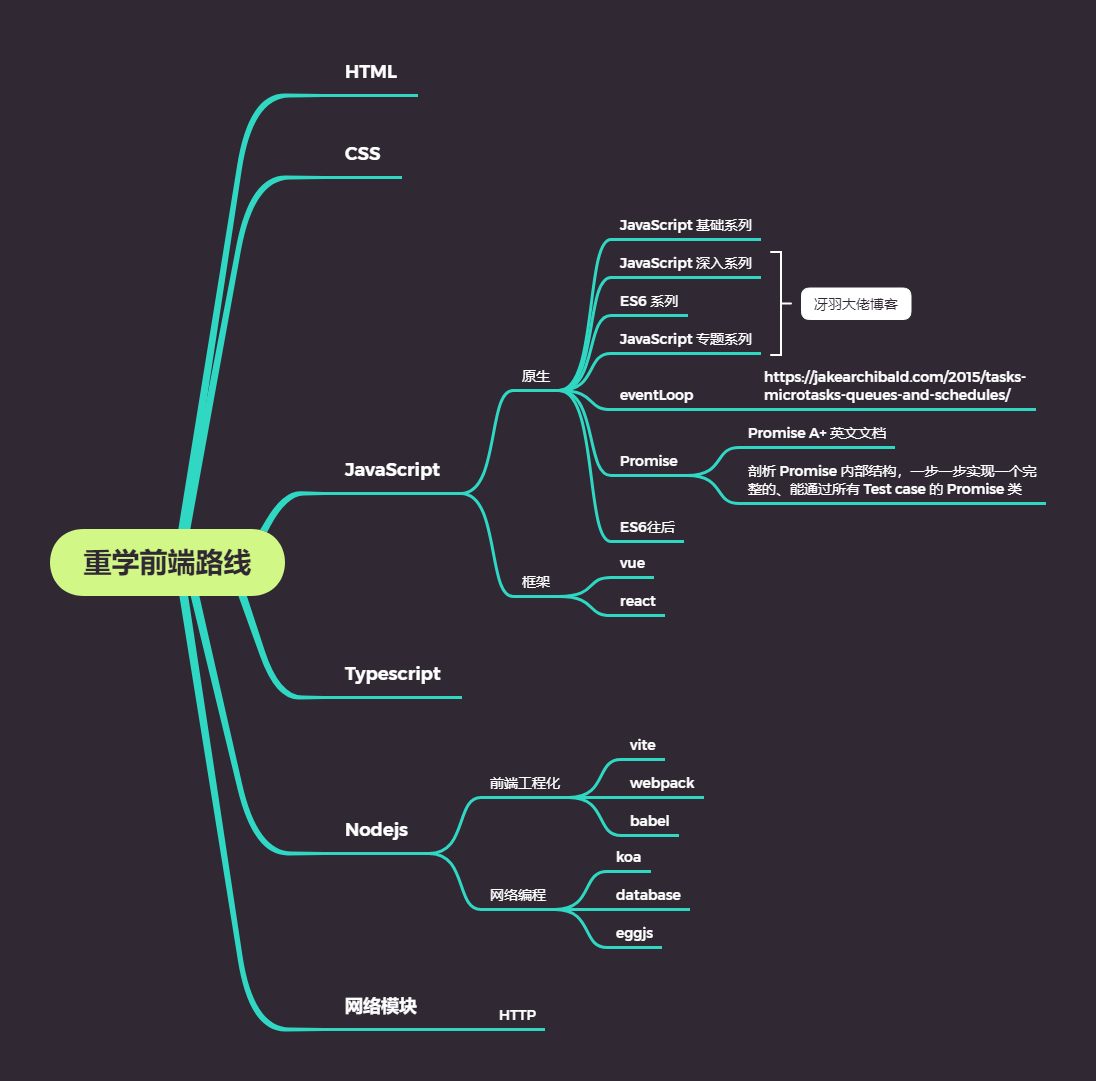 HTML
CSS
JavaScript 基础系列
JavaScript 深入系列
ES6 系列
冴羽大佬博客
JavaScript 专题系列
原生
https://jakearchibald.com/2015/tasks-
microtasks-queues-and-schedules/
eventLoop
Promise A+ 英文文档
Promise
剖析 Promise 内部结构，一步一步实现一个完
整的、能通过所有 Test case 的 Promise 类
JavaScript
ES6往后
重学前端路线
vue
框架
react
Typescript
vite
前端工程化
webpack
babel
Nodejs
koa
网络编程
database
eggjs
网络模块
HTTP